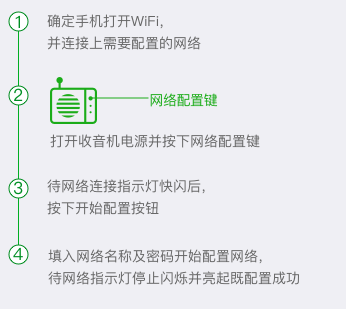 1 确定手机打开WiFi,
并连接上需要配置的网络
2 网络配置键
打开收音机电源并按下网络配置键
3 待网络连接指示灯快闪后,
按下开始配置按钮
4 填入网络名称及密码开始配置网络,
待网络指示灯停止闪烁并亮起既配置成功